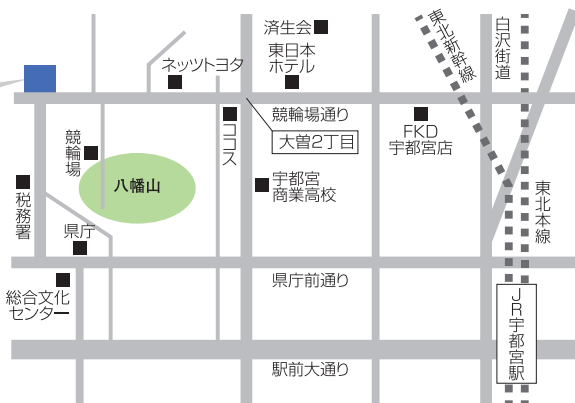 済生会
東日本
ホテル
ネッツトヨタ
東北新幹線
白沢街道
競輪場通り
大曽2丁目
FKD
宇都宮店
ココス
競輪場
八幡山
宇都宮
商業高校
税務署
県庁
東北本線
総合文化
センター
県庁前通り
JR宇都宮駅
駅前大通り